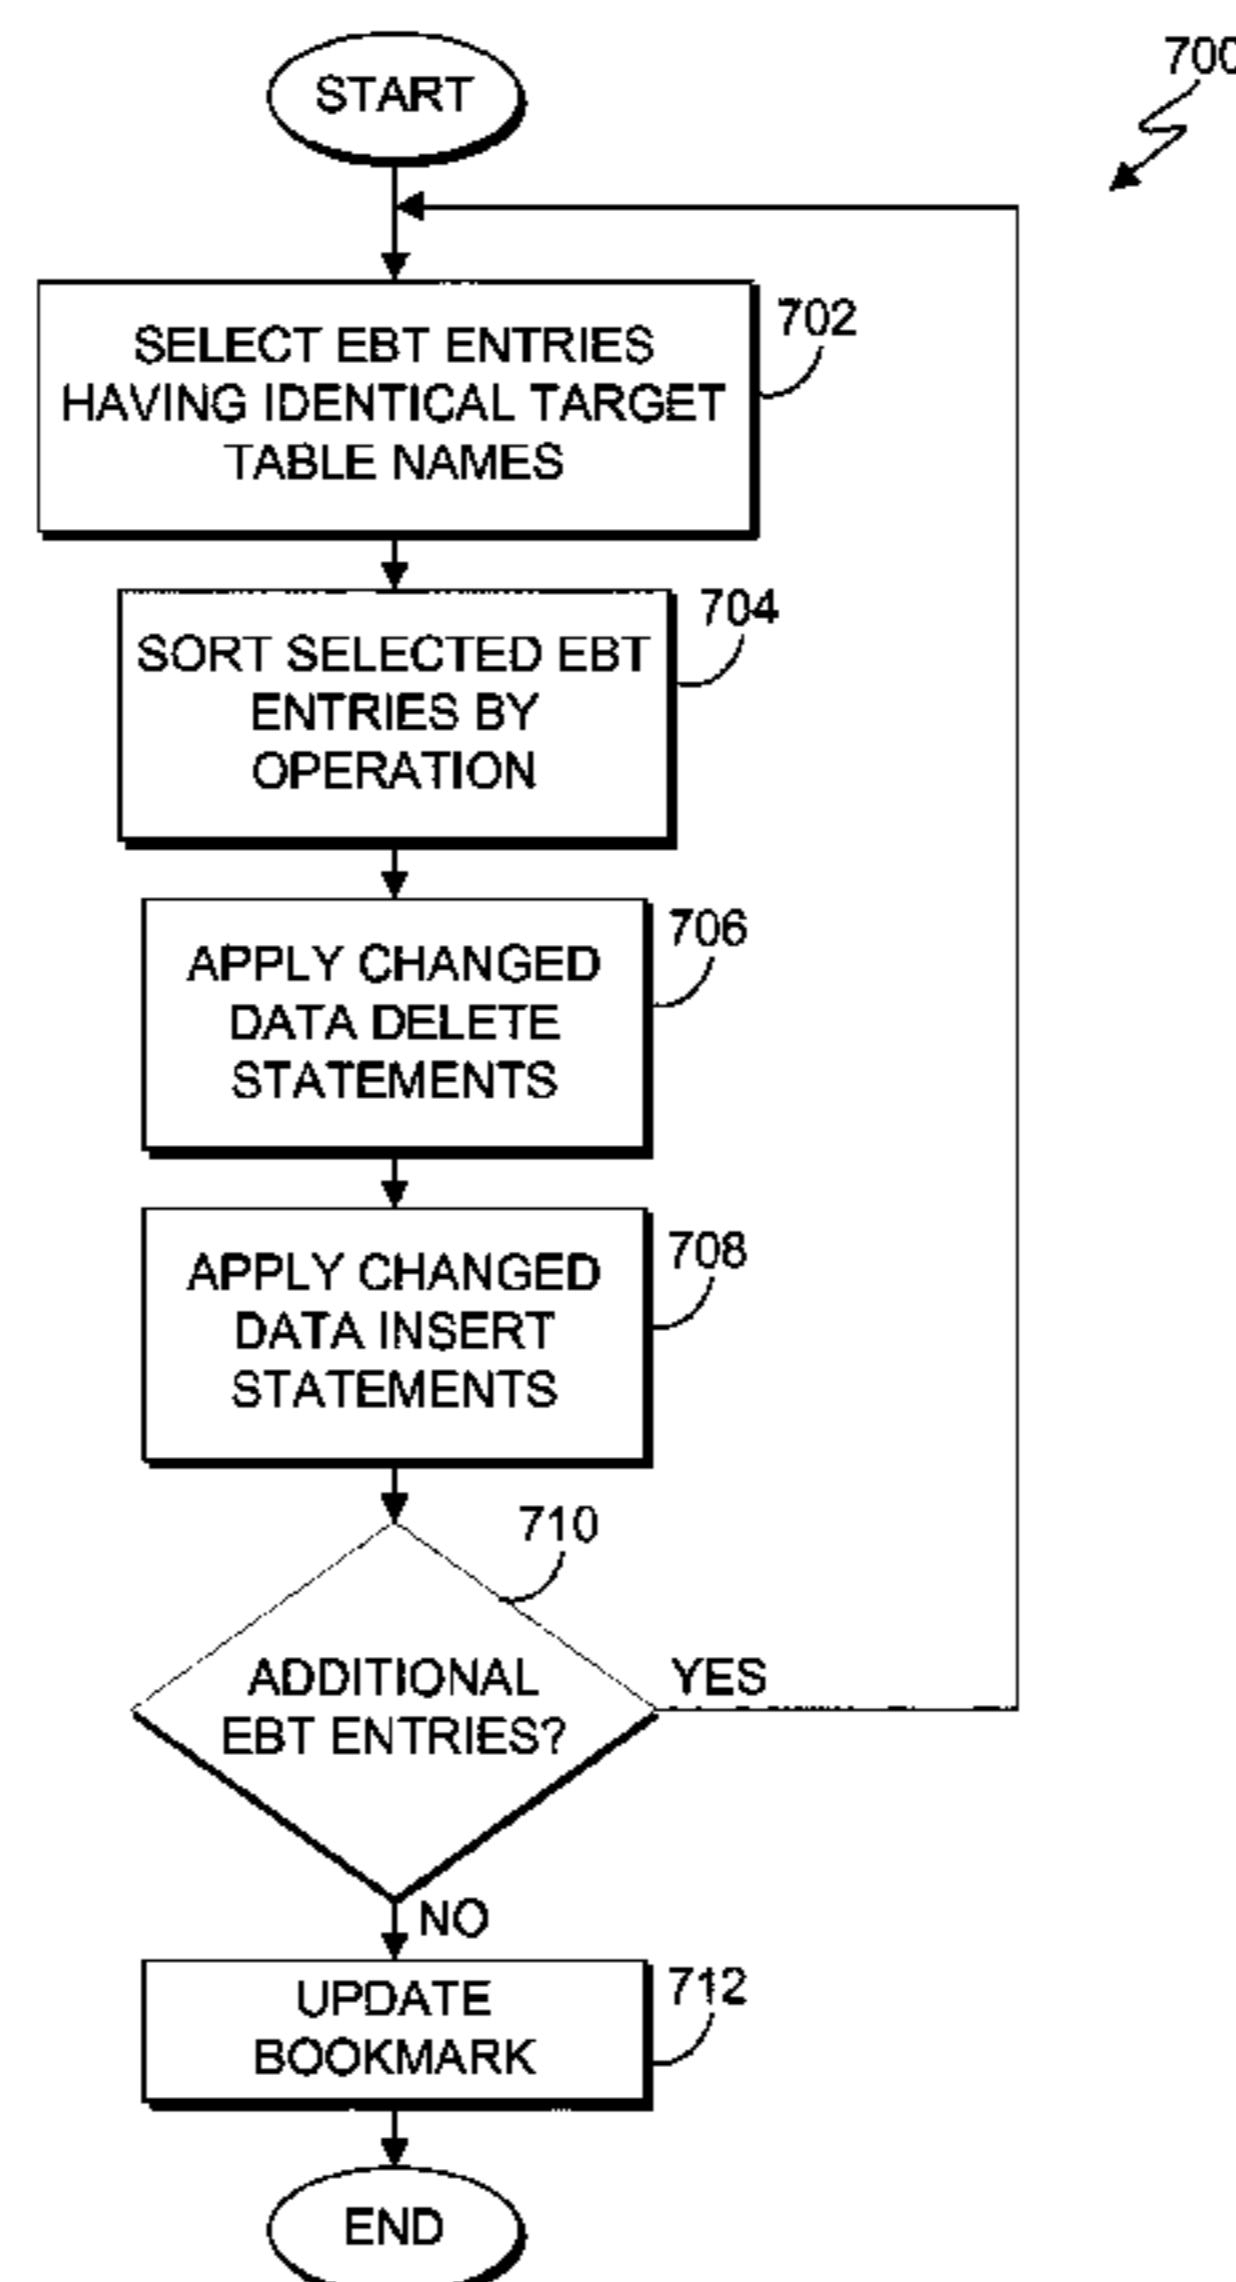 START
700
SELECT EBT ENTRIES
HAVING IDENTICAL TARGET
TABLE NAMES
702
SORT SELECTED EBT
ENTRIES BY
OPERATION
704
APPLY CHANGED
DATA DELETE
STATEMENTS
706
APPLY CHANGED
DATA INSERT
STATEMENTS
708
710
ADDITIONAL
EBT ENTRIES?
YES
NO
UPDATE
BOOKMARK
712
END